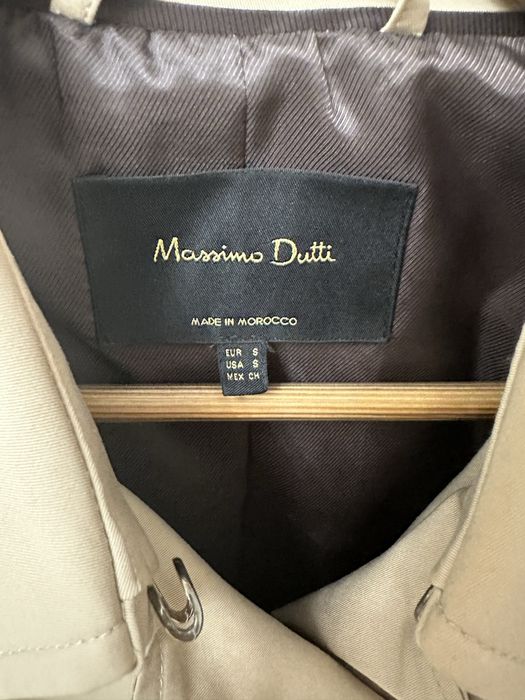 Massimo Dutti
MADE IN MOROCCO
EUR S
USA S
MEX CH